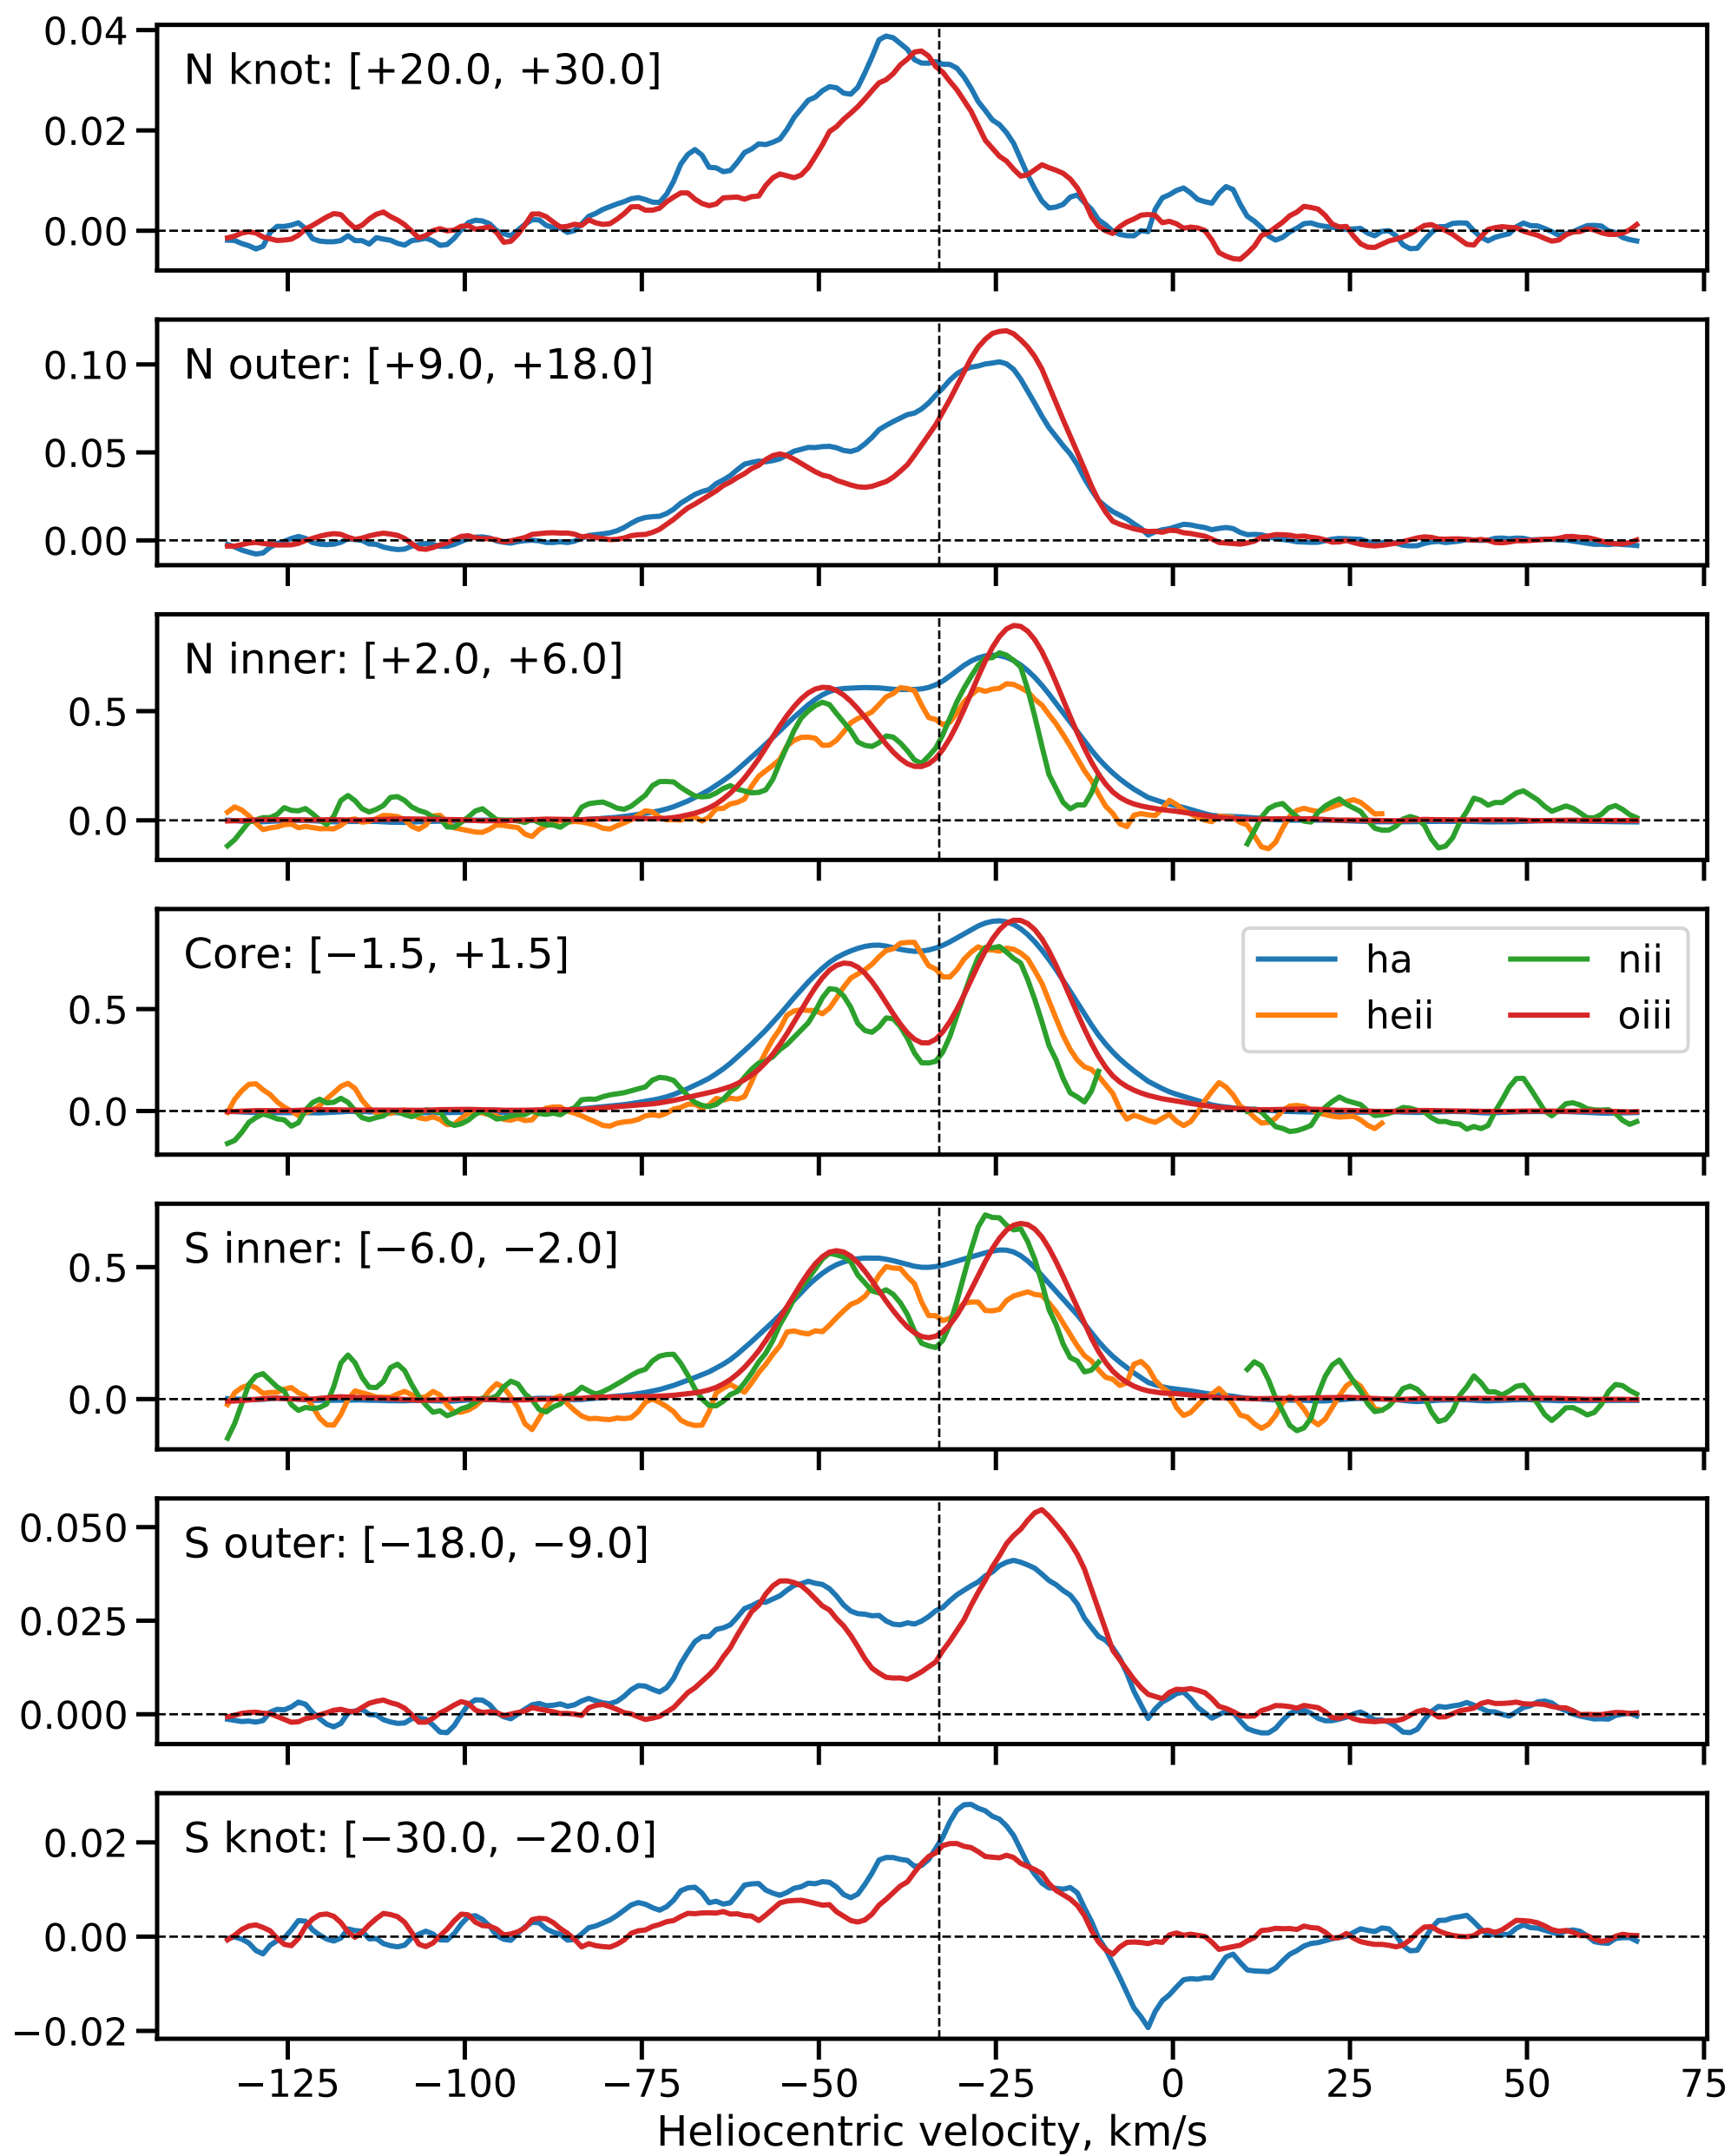 0.04
N knot: [+20.0, +30.0]
0.02
0.00
N outer: [+9.0, +18.0]
0.10
0.05
0.00
N inner: [+2.0, +6.0]
0.5
0.0
Core: [−1.5, +1.5]
ha nii
heii oiii
0.5
0.0
S inner: [−6.0, −2.0]
0.5
0.0
S outer: [−18.0, −9.0]
0.050
0.025
0.000
S knot: [−30.0, −20.0]
0.02
0.00
−0.02
−125 −100 −75 −50 −25 0 25 50 75
Heliocentric velocity, km/s